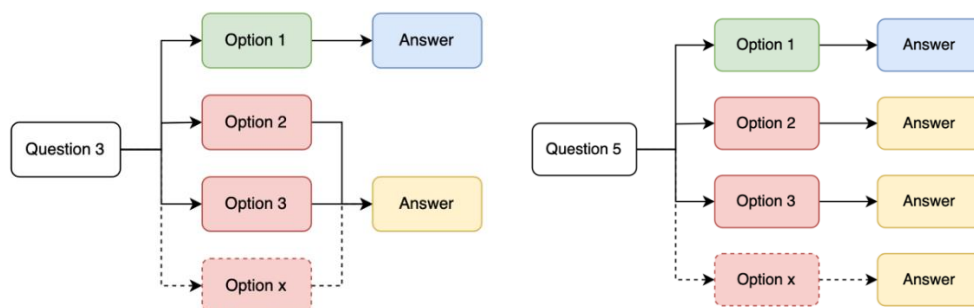 Question 3
Option 1
Answer
Option 2
Option 3
Answer
Option x
Question 5
Option 1
Answer
Option 2
Answer
Option 3
Answer
Option x
Answer